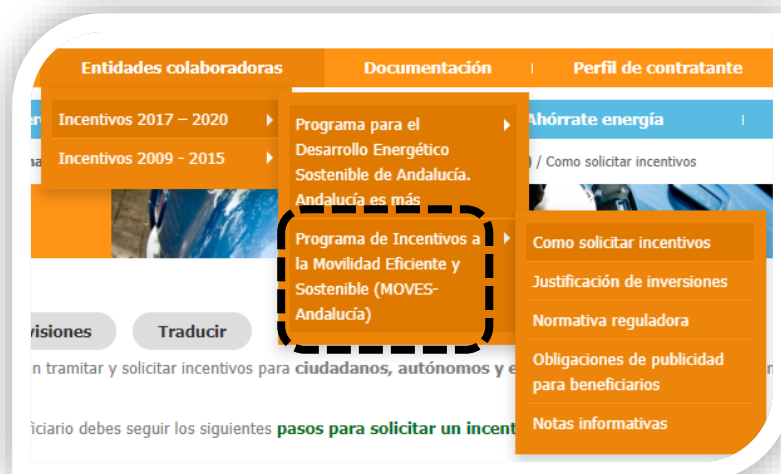 Entidades colaboradoras
Documentación
Perfil de contratante
Incentivos 2017 – 2020
Incentivos 2009 - 2015
Programa para el
Desarrollo Energético
Sostenible de Andalucía.
Andalucía es más
Programa de Incentivos a
la Movilidad Eficiente y
Sostenible (MOVES-
Andalucía)
Ahórrate energía
) / Como solicitar incentivos
Como solicitar incentivos
Justificación de inversiones
Normativa reguladora
Obligaciones de publicidad
para beneficiarios
Notas informativas
Traducir
tramitar y solicitar incentivos para ciudadanos, autónomos y
debes seguir los siguientes pasos para solicitar un